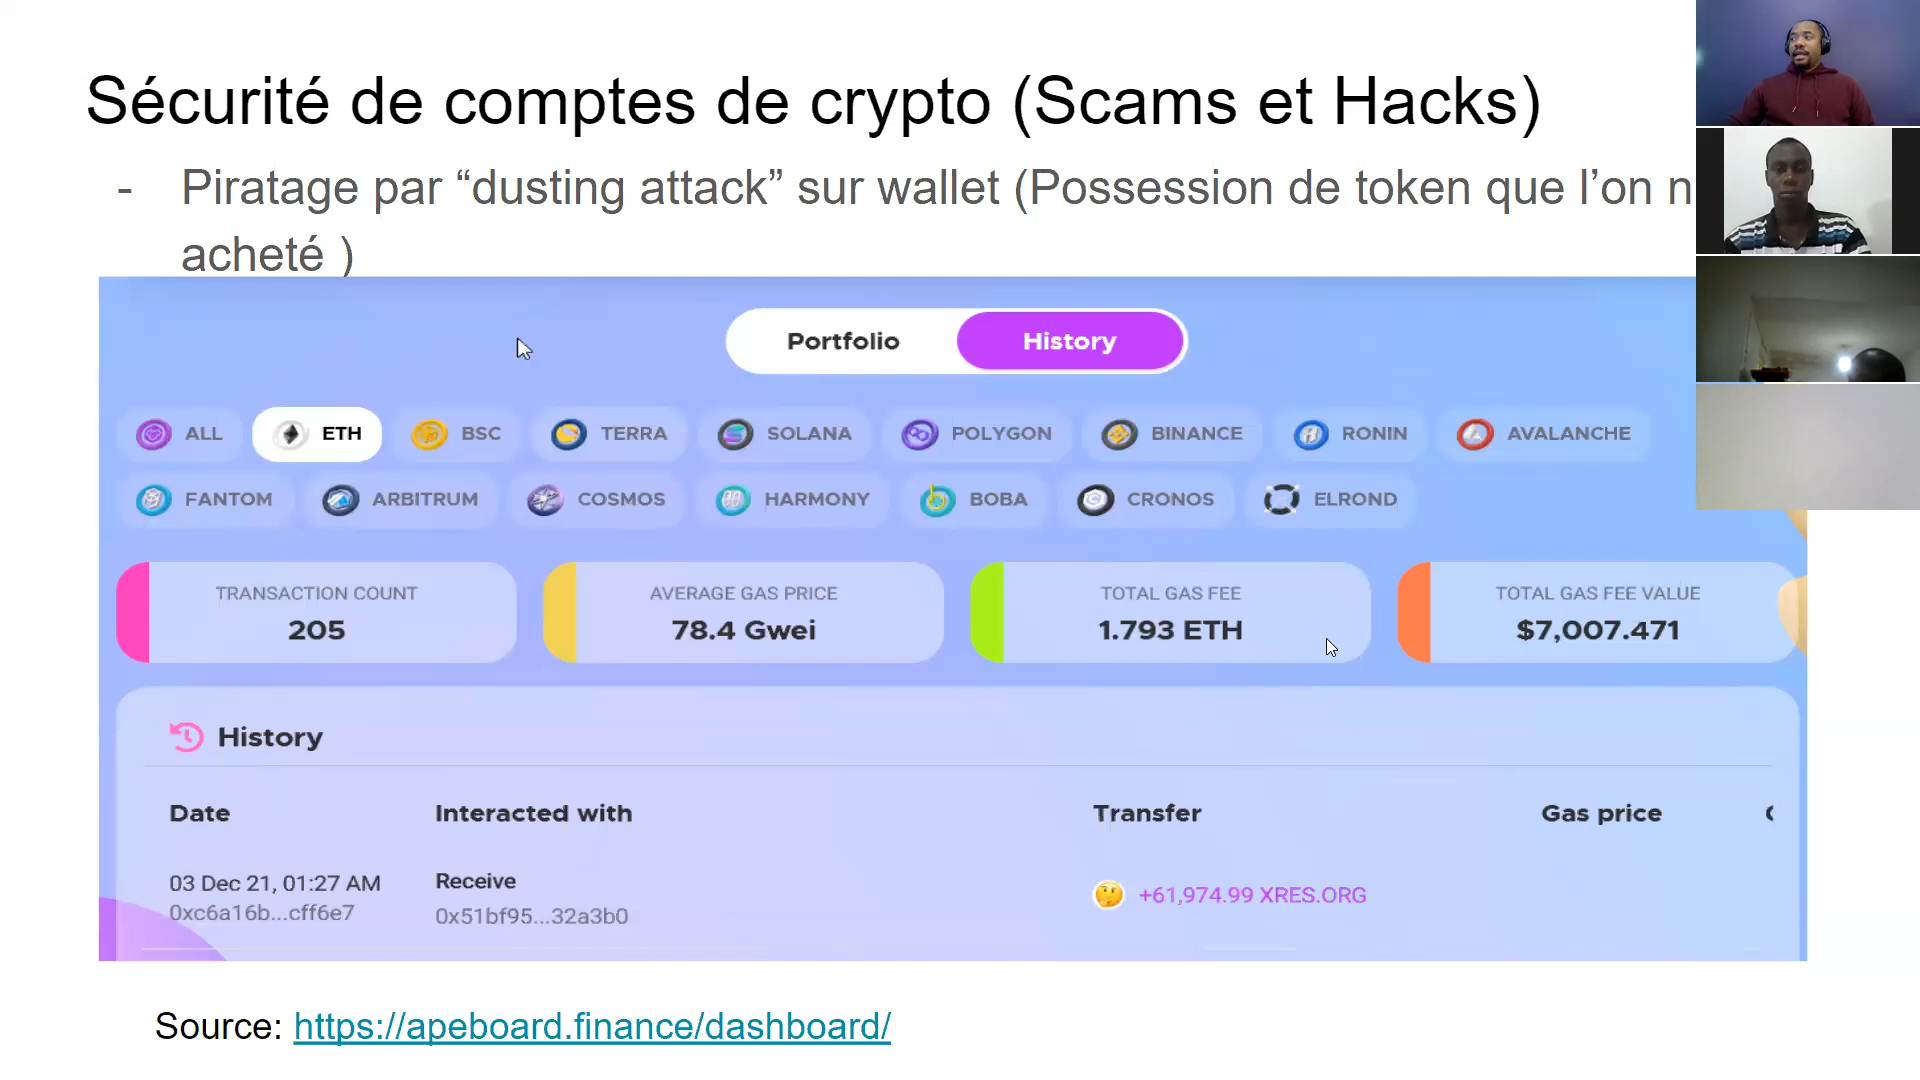 Sécurité de comptes de crypto (Scams et Hacks)
- Piratage par “dusting attack” sur wallet (Possession de token que l’on n
acheté )
Portfolio History
ALL ETH BSC TERRA SOLANA POLYGON BINANCE RONIN AVALANCHE
FANTOM ARBITRUM COSMOS HARMONY BOBA CRONOS ELROND
TRANSACTION COUNT AVERAGE GAS PRICE TOTAL GAS FEE TOTAL GAS FEE VALUE
205 78.4 Gwei 1.793 ETH $7,007.471
History
Date Interacted with Transfer Gas price
03 Dec 21, 01:27 AM Receive
+61,974.99 XRES.ORG
0xc6a16b...cff6e7 0x51bf95...32a3b0
Source: https://apeboard.finance/dashboard/